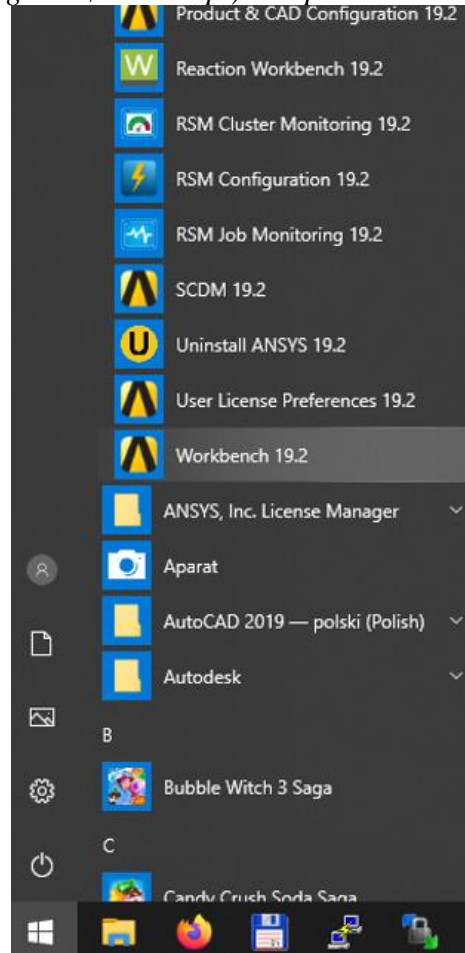 Product & CAD Configuration 19.2
Reaction Workbench 19.2
RSM Cluster Monitoring 19.2
RSM Configuration 19.2
RSM Job Monitoring 19.2
SCDM 19.2
Uninstall ANSYS 19.2
User License Preferences 19.2
Workbench 19.2
ANSYS, Inc. License Manager
Aparat
AutoCAD 2019 — polski (Polish)
Autodesk
B
Bubble Witch 3 Saga
C
Candy Crush Soda Saga